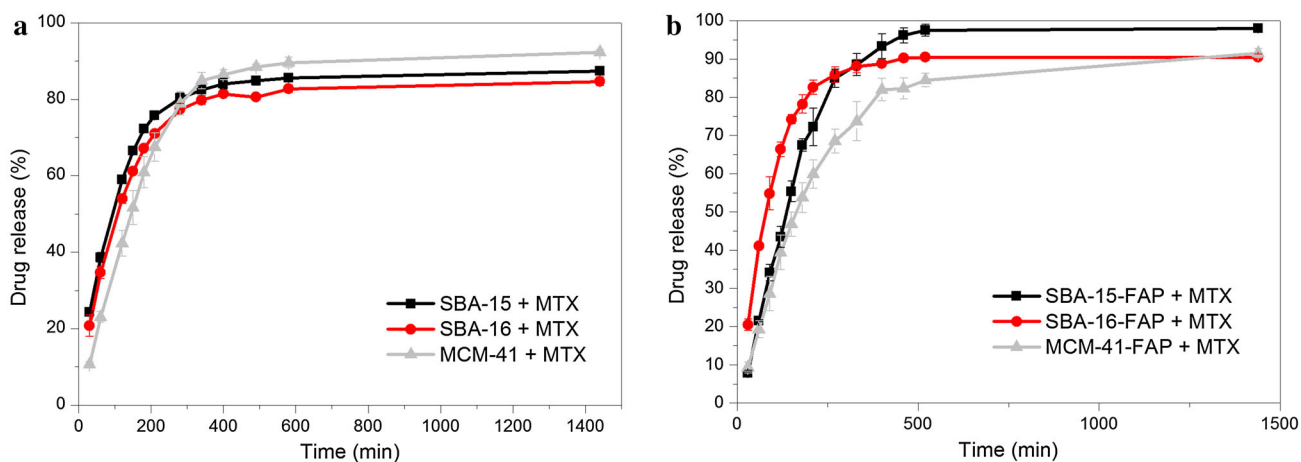 a
100
80
60
40
20
0
Drug release (%)
0 200 400 600 800 1000 1200 1400
Time (min)
SBA-15 + MTX
SBA-16 + MTX
MCM-41 + MTX
b
100
90
80
70
60
50
40
30
20
10
0
Drug release (%)
0 500 1000 1500
Time (min)
SBA-15-FAP + MTX
SBA-16-FAP + MTX
MCM-41-FAP + MTX